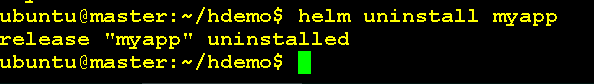 ubuntu@master:~/hdemo$ helm uninstall myapp
release "myapp" uninstalled
ubuntu@master:~/hdemo$